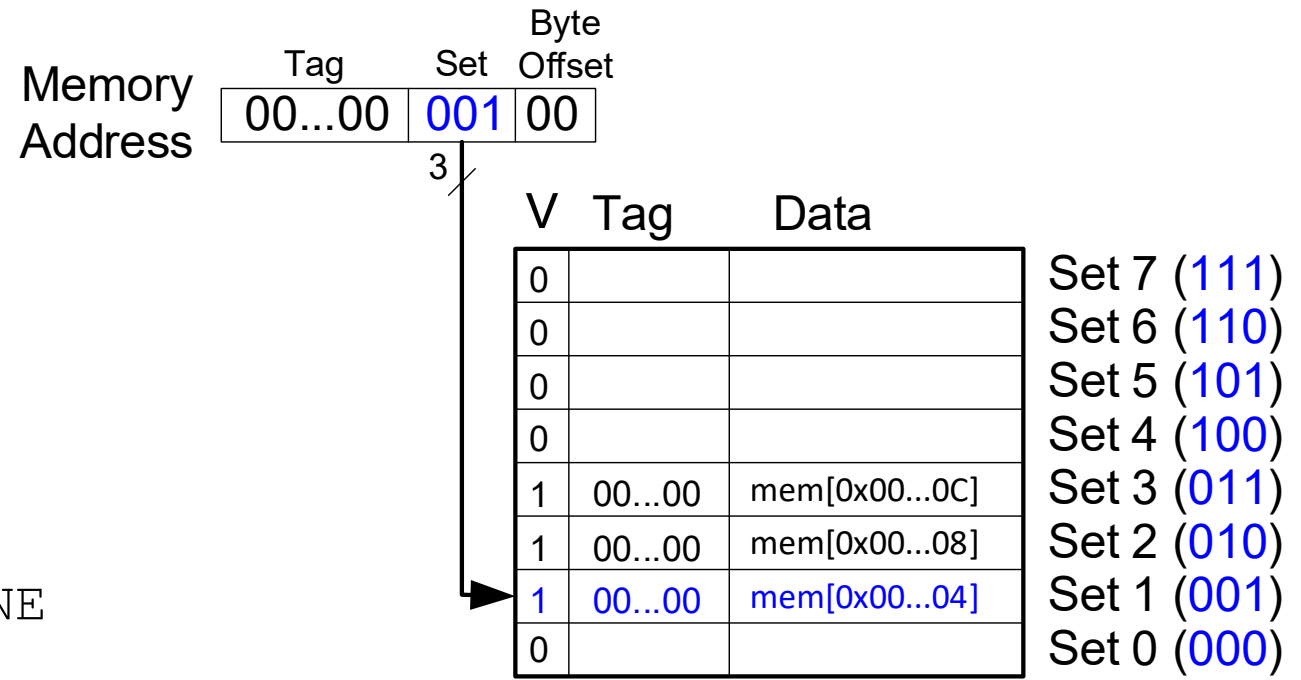 Byte
Tag Set Offset
Memory
Address
00...00 001 00
3
V Tag Data
0 Set 7 (111)
0 Set 6 (110)
0 Set 5 (101)
0 Set 4 (100)
1 00...00 mem[0x00...0C] Set 3 (011)
1 00...00 mem[0x00...08] Set 2 (010)
NE
1 00...00 mem[0x00...04] Set 1 (001)
0 Set 0 (000)